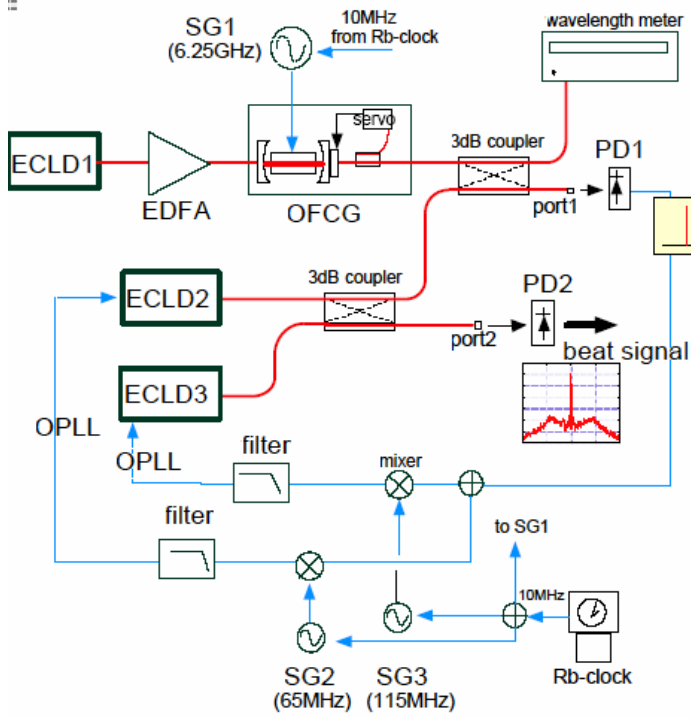 SG1
(6.25GHz)
10MHz
from Rb-clock
wavelength meter
servo
3dB coupler
PD1
ECLD1
EDFA
OFCG
port1
3dB coupler
PD2
ECLD2
port2
beat signal
ECLD3
OPLL
OPLL
filter
mixer
filter
to SG1
10MHz
SG2
(65MHz)
SG3
(115MHz)
Rb-clock